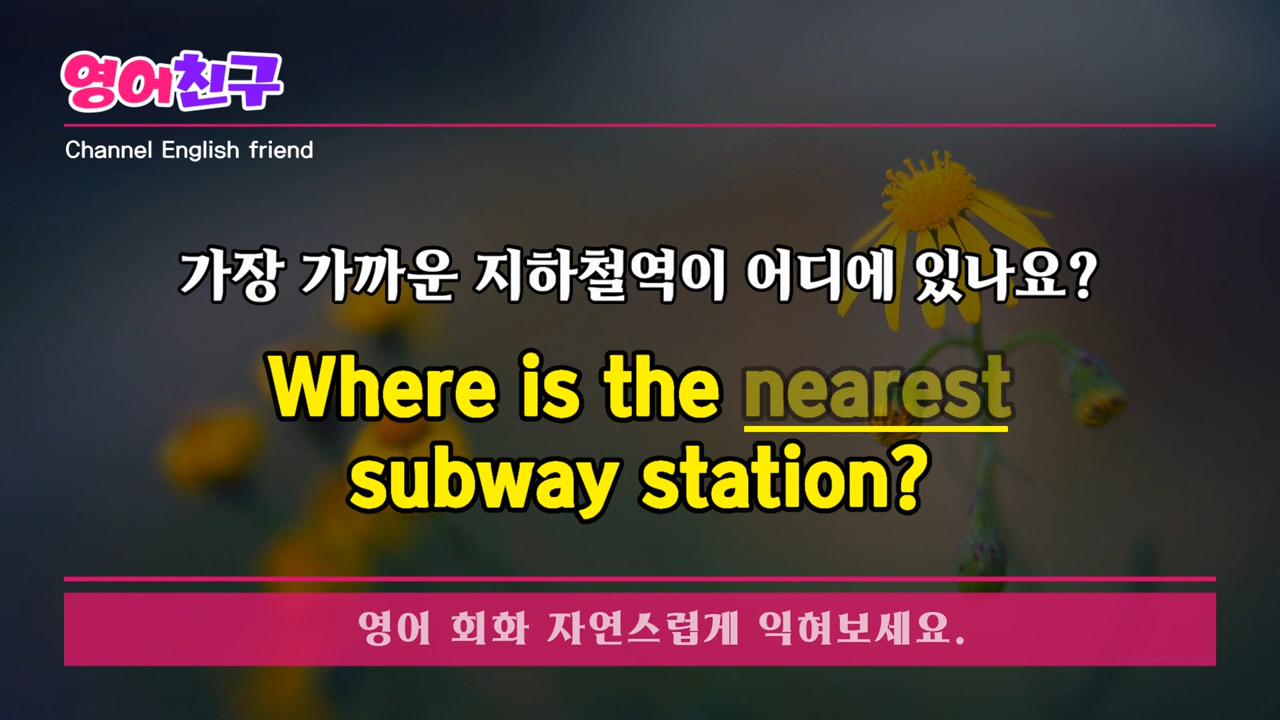 영어친구
Channel English friend
가장 가까운 지하철역이 어디에 있나요?
Where is the nearest
subway station?
영어 회화 자연스럽게 익혀보세요.